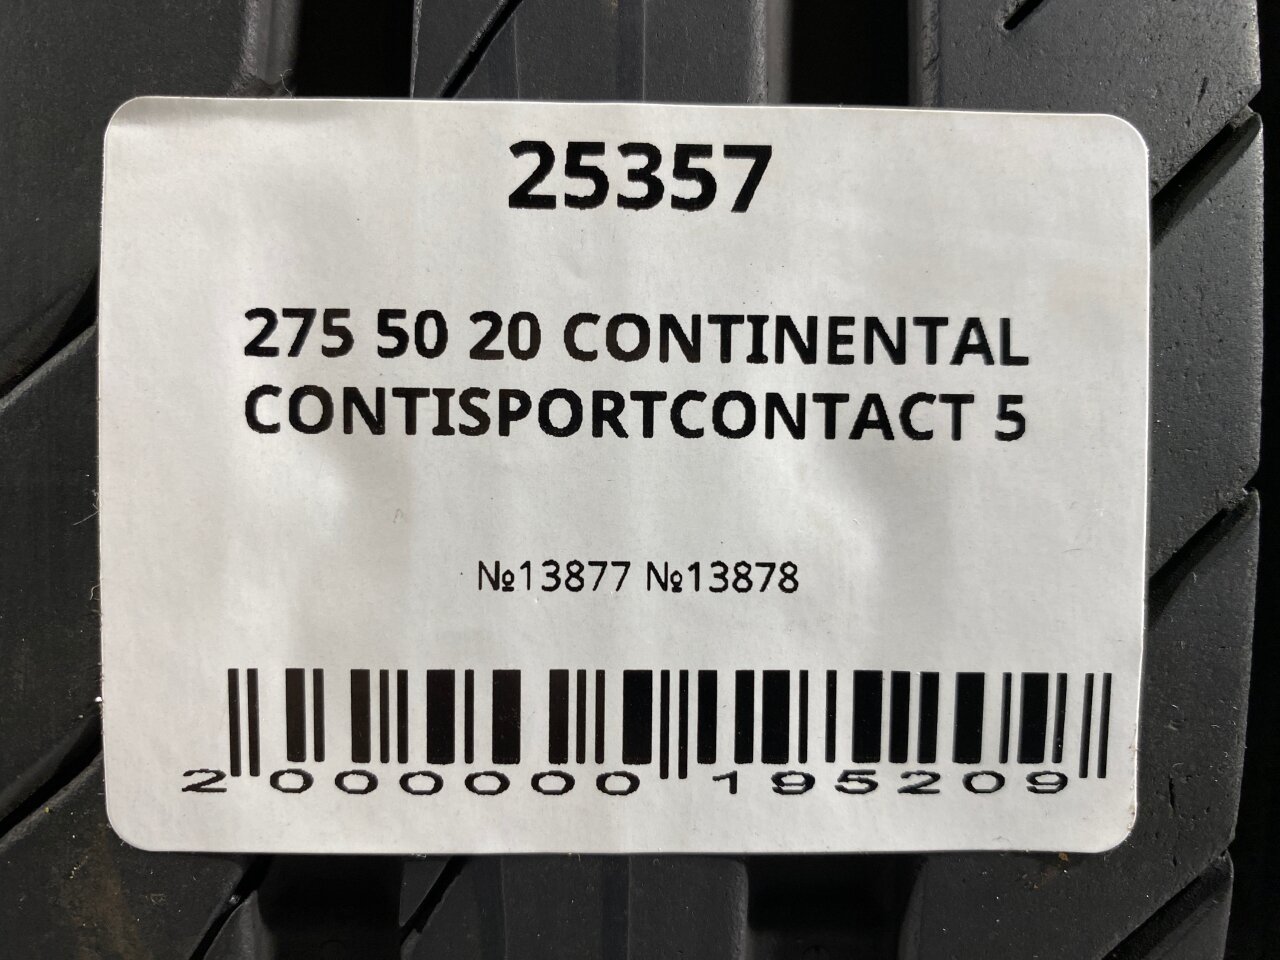 25357
275 50 20 CONTINENTAL
CONTISPORTCONTACT 5
№13877 №13878
2 000000 195209